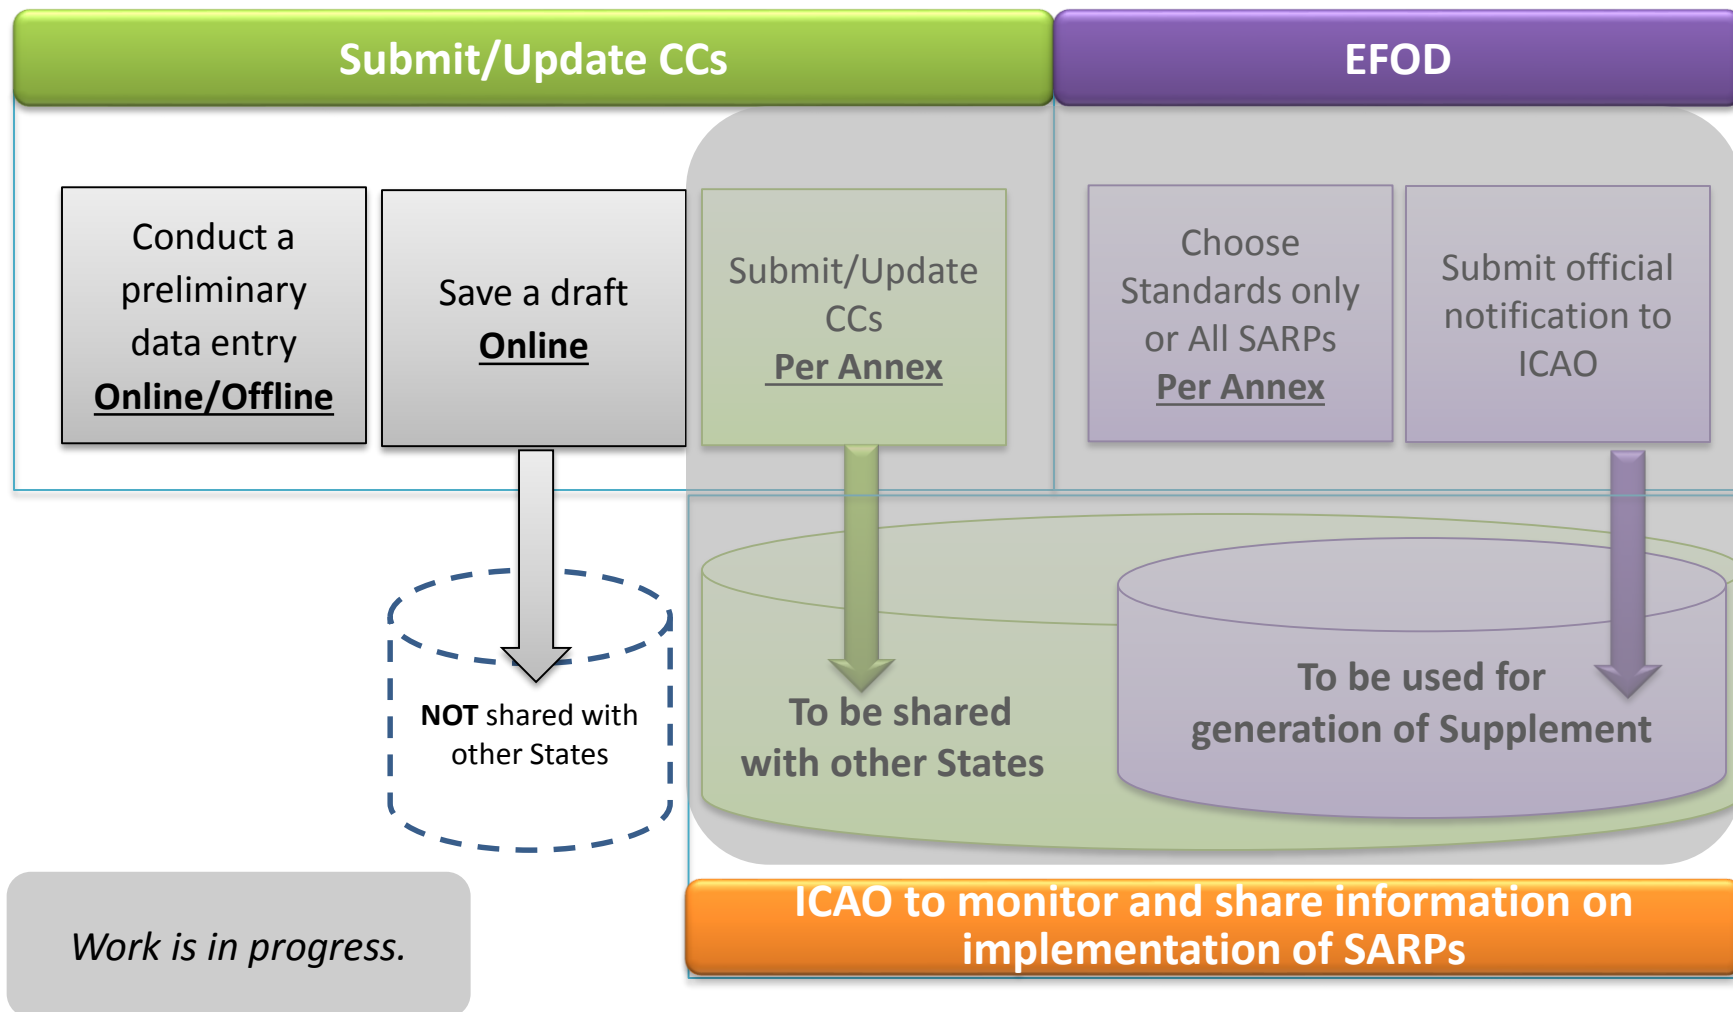 Submit/Update CCs
EFOD
Conduct a
preliminary
data entry
Online/Offline
Save a draft
Online
Submit/Update
CCs
Per Annex
Choose
Standards only
or All SARPs
Per Annex
Submit official
notification to
ICAO
NOT shared with
other States
To be shared
with other States
To be used for
generation of Supplement
ICAO to monitor and share information on
implementation of SARPs
Work is in progress.